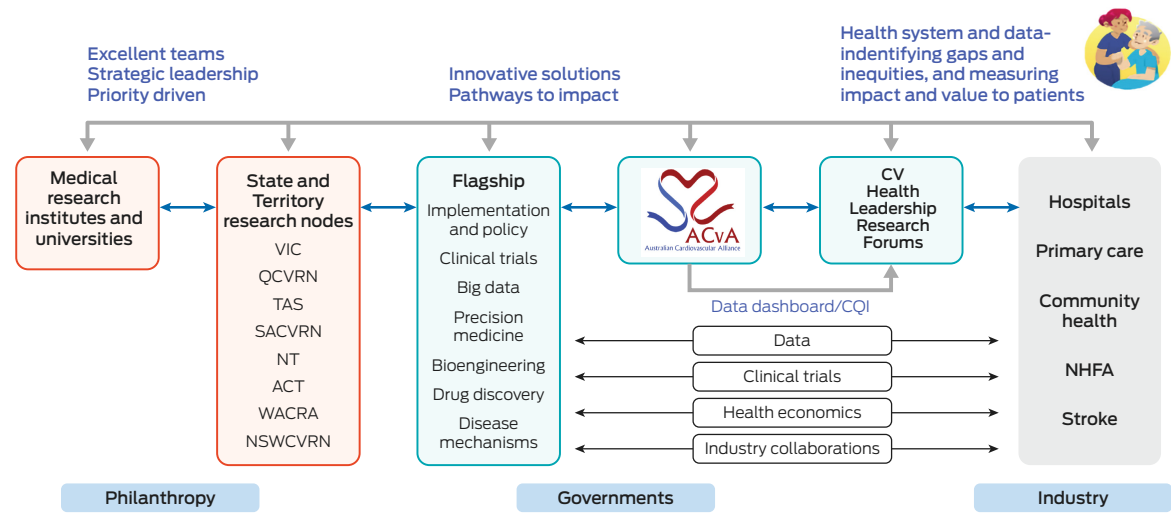 Excellent teams
Strategic leadership
Priority driven
Innovative solutions
Pathways to impact
Health system and data-
indentifying gaps and
inequities, and measuring
impact and value to patients
Medical
research
institutes and
universities
State and
Territory
research nodes
VIC
QCVRN
TAS
SACVRN
NT
ACT
WACRA
NSWCVRN
Flagship
Implementation
and policy
Clinical trials
Big data
Precision
medicine
Bioengineering
Drug discovery
Disease
mechanisms
ACvA
Australian Cardiovascular Alliance
CV
Health
Leadership
Research
Forums
Data dashboard/CQI
Data
Clinical trials
Health economics
Industry collaborations
Hospitals
Primary care
Community
health
NHFA
Stroke
Philanthropy
Governments
Industry